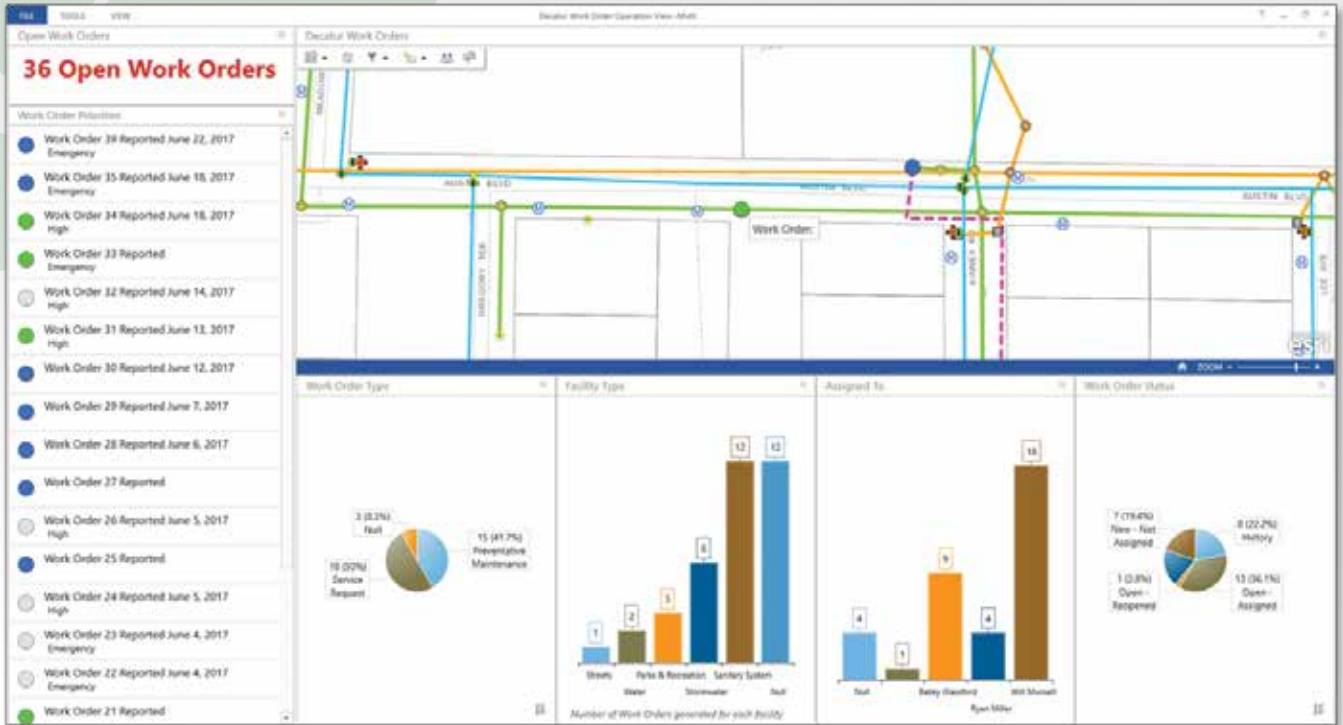 FILE TOOLS VIEW
Decatur Work Order Operation View
Open Work Orders
36 Open Work Orders
Work Order Priorities
Work Order 39 Reported June 22, 2017
Emergency
Work Order 35 Reported June 18, 2017
Emergency
Work Order 34 Reported June 18, 2017
Emergency
Work Order 33 Reported
Emergency
Work Order 32 Reported June 14, 2017
High
Work Order 31 Reported June 13, 2017
High
Work Order 30 Reported June 12, 2017
Work Order 29 Reported June 7, 2017
Work Order 28 Reported June 6, 2017
Work Order 27 Reported
Work Order 26 Reported June 5, 2017
High
Work Order 25 Reported
Work Order 24 Reported June 5, 2017
High
Work Order 23 Reported June 4, 2017
Emergency
Work Order 22 Reported June 4, 2017
Emergency
Work Order 21 Reported
Decatur Work Orders
AUSTIN BLVD
AUSTIN BLVD
AUSTIN BLVD
GREGORY
Work Order:
esri
ZOOM
Work Order Type
3 (8.3%)
Null
15 (41.7%)
Preventative
Maintenance
18 (50%)
Service
Request
Facility Type
1
2
5
12
12
Streets
Water
Parks & Recreation
Stormwater
Sanitary System
Null
Number of Work Orders generated for each facility
Assigned To
4
1
9
4
18
Null
Ryan Miller
Work Order Status
7 (19.4%)
New - Not
Assigned
8 (22.2%)
History
1 (2.8%)
Open -
Reopened
13 (36.1%)
Open -
Assigned